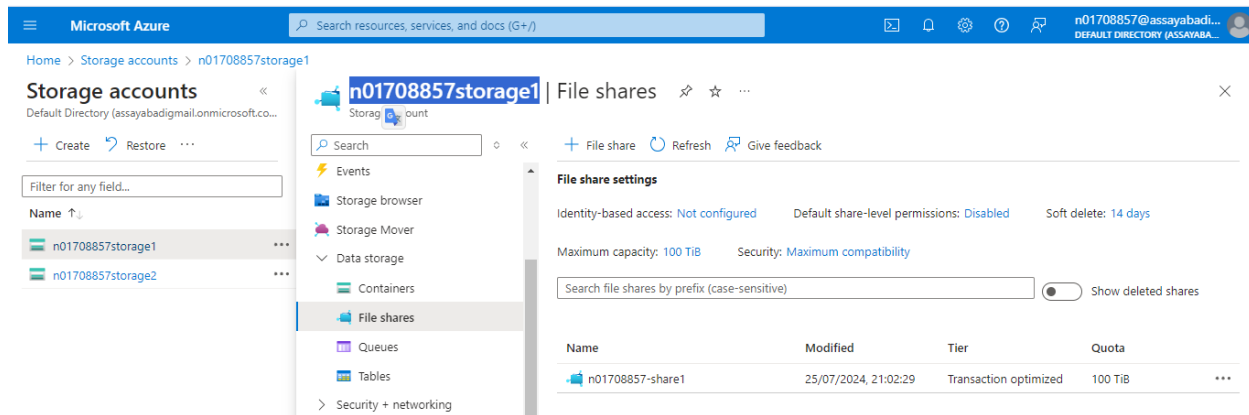 Microsoft Azure
Search resources, services, and docs (G+/)
n01708857@assayabadi...
DEFAULT DIRECTORY (ASSAYABA...
Home > Storage accounts > n01708857storage1
Storage accounts
Default Directory (assayabadigmail.onmicrosoft.co...
Create Restore ...
Filter for any field...
Name
n01708857storage1
n01708857storage2
n01708857storage1 | File shares
Storag ount
Search
Events
Storage browser
Storage Mover
Data storage
Containers
File shares
Queues
Tables
Security + networking
File share Refresh Give feedback
File share settings
Identity-based access: Not configured Default share-level permissions: Disabled Soft delete: 14 days
Maximum capacity: 100 TiB Security: Maximum compatibility
Search file shares by prefix (case-sensitive) Show deleted shares
Name Modified Tier Quota
n01708857-share1 25/07/2024, 21:02:29 Transaction optimized 100 TiB